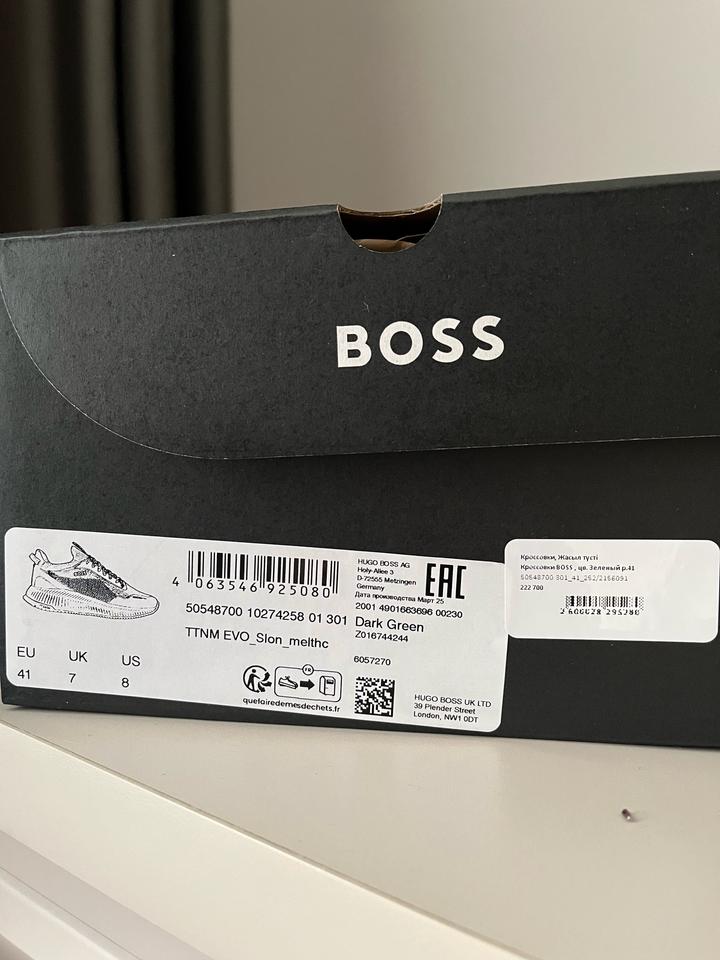 BOSS
4 063546 925080
50548700 10274258 01 301
TTNM EVO_Slon_melthc
HUGO BOSS AG
Holy-Allee 3
D-72555 Metzingen
Germany
Дата производства Март 25
EAC
2001 4901663696 00230
Dark Green
Z016744244
6057270
EU UK US
41 7 8
FR
quefairedemesdechets.fr
HUGO BOSS UK LTD
39 Plender Street
London, NW1 0DT
Кроссовки, Жасыл түсті
Кроссовки BOSS , цв. Зеленый р.41
50548700 301_41_252/2156091
222 700
2 600028 295280